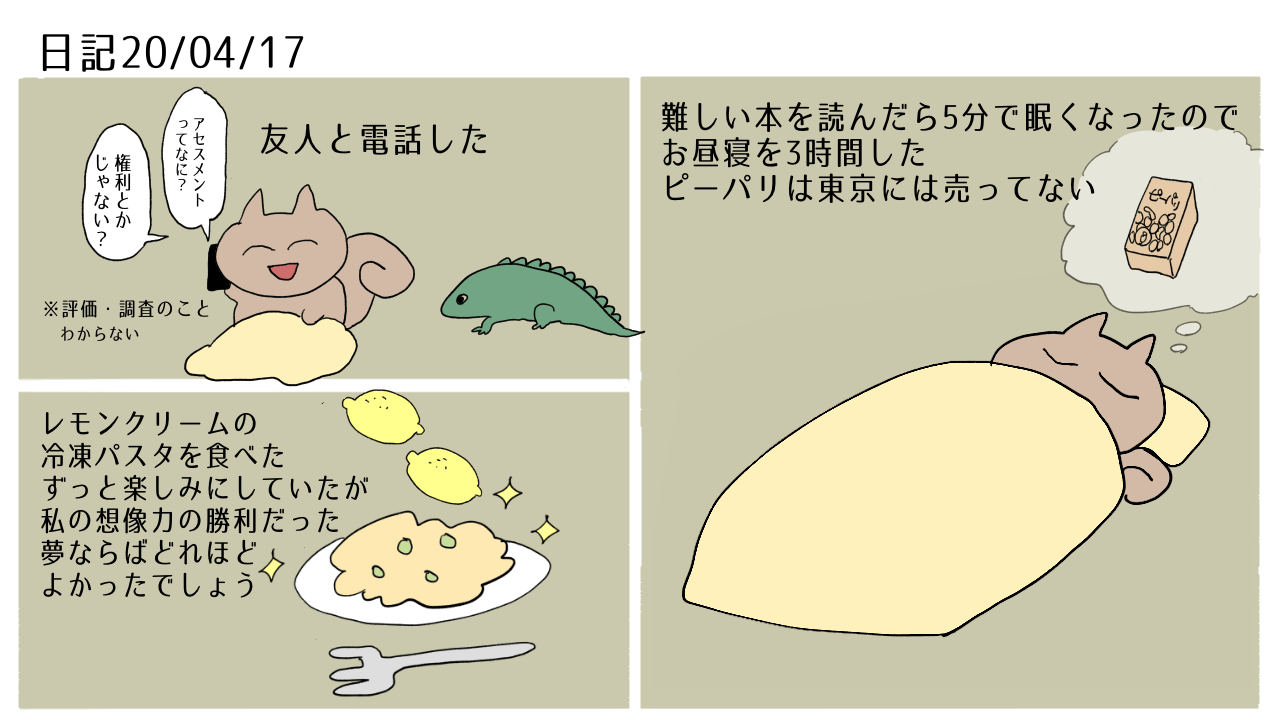 日記20/04/17
友人と電話した
アセスメント
ってなに?
権利とか
じゃない?
※評価・調査のこと
わからない
レモンクリームの
冷凍パスタを食べた
ずっと楽しみにしていたが
私の想像力の勝利だった
夢ならばどれほど
よかったでしょう
難しい本を読んだら5分で眠くなったので
お昼寝を3時間した
ピーパリは東京には売ってない
ピーパリ